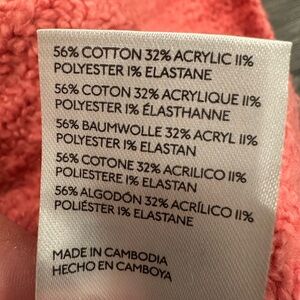 56% COTTON 32% ACRYLIC 11%
POLYESTER 1% ELASTANE
56% COTON 32% ACRYLIQUE 11%
POLYESTER 1% ÉLASTHANNE
56% BAUMWOLLE 32% ACRYL 11%
POLYESTER 1% ELASTAN
56% COTONE 32% ACRILICO 11%
POLIESTERE 1% ELASTAN
56% ALGODÓN 32% ACRÍLICO 11%
POLIÉSTER 1% ELASTANE
MADE IN CAMBODIA
HECHO EN CAMBOYA